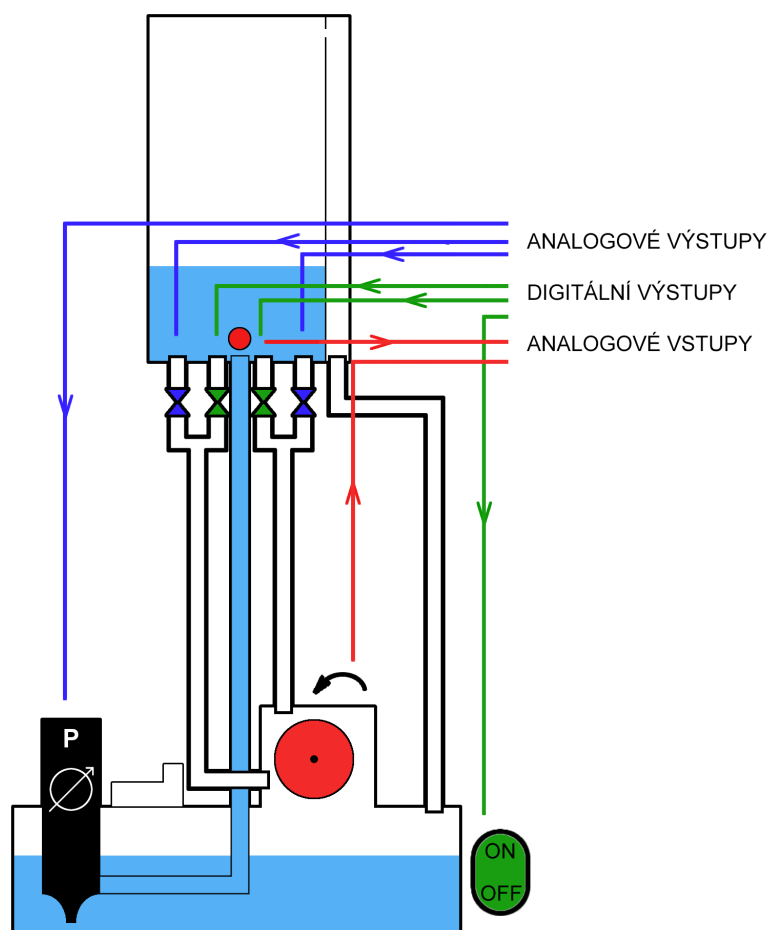 ANALOGOVÉ VÝSTUPY
DIGITÁLNÍ VÝSTUPY
ANALOGOVÉ VSTUPY
P
ON
OFF